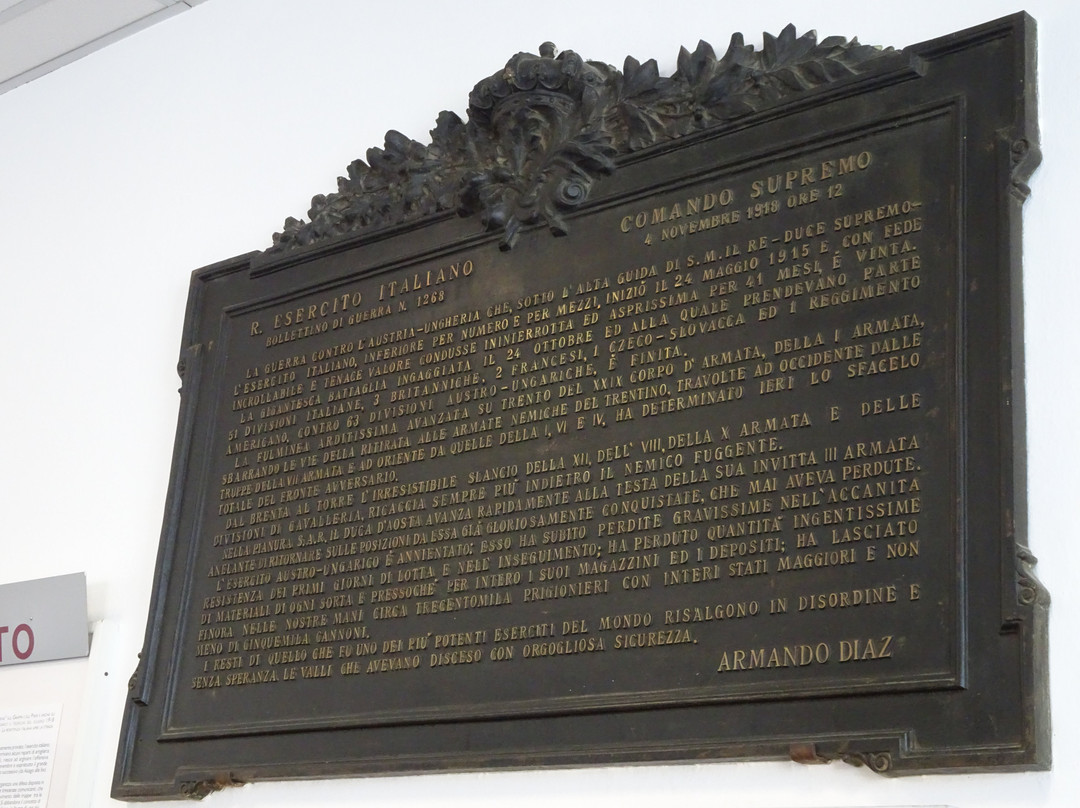 R. ESERCITO ITALIANO
BOLLETTINO DI GUERRA N. 1268
COMANDO SUPREMO
4 NOVEMBRE 1918 ORE 12
LA GUERRA CONTRO L'AUSTRIA-UNGHERIA CHE, SOTTO L'ALTA GUIDA DI S.M. IL RE-DUCE SUPREMO-
L'ESERCITO ITALIANO, INFERIORE PER NUMERO E PER MEZZI, INIZIÒ IL 24 MAGGIO 1915 E CON FEDE
INCROLLABILE E TENACE VALORE CONDUSSE ININTERROTTA ED ASPRISSIMA PER 41 MESI, È VINTA.
LA GIGANTESCA BATTAGLIA INGAGGIATA IL 24 OTTOBRE ED ALLA QUALE PRENDEVANO PARTE
51 DIVISIONI ITALIANE, 3 BRITANNICHE, 2 FRANCESI, 1 CZECO-SLOVACCA ED 1 REGGIMENTO
AMERICANO, CONTRO 63 DIVISIONI AUSTRO-UNGARICHE, È FINITA.
LA FULMINEA ARDITISSIMA AVANZATA SU TRENTO DEL XXIX CORPO D'ARMATA, DELLA I ARMATA,
SBARRANDO LE VIE DELLA RITIRATA ALLE ARMATE NEMICHE DEL TRENTINO, TRAVOLTE AD OCCIDENTE DALLE
TRUPPE DELLA VII ARMATA E AD ORIENTE DA QUELLE DELLA I, VI E IV, HA DETERMINATO IERI LO SFACELO
TOTALE DEL FRONTE AVVERSARIO.
DAL BRENTA AL TORRE L'IRRESISTIBILE SLANCIO DELLA XII, DELL'VIII, DELLA X ARMATA E DELLE
DIVISIONI DI CAVALLERIA, RICACCIA SEMPRE PIU' INDIETRO IL NEMICO FUGGENTE.
NELLA PIANURA S.A.R. IL DUCA D'AOSTA AVANZA RAPIDAMENTE ALLA TESTA DELLA SUA INVITTA III ARMATA
ANELANTE DI RITORNARE SULLE POSIZIONI DA ESSA GIÀ GLORIOSAMENTE CONQUISTATE, CHE MAI AVEVA PERDUTE.
L'ESERCITO AUSTRO-UNGARICO È ANNIENTATO: ESSO HA SUBITO PERDITE GRAVISSIME NELL'ACCANITA
RESISTENZA DEI PRIMI GIORNI DI LOTTA E NELL'INSEGUIMENTO; HA PERDUTO QUANTITA' INGENTISSIME
DI MATERIALI DI OGNI SORTA E PRESSOCHÉ PER INTERO I SUOI MAGAZZINI ED I DEPOSITI; HA LASCIATO
FINORA NELLE NOSTRE MANI CIRCA TRECENTOMILA PRIGIONIERI CON INTERI STATI MAGGIORI E NON
MENO DI CINQUEMILA CANNONI.
I RESTI DI QUELLO CHE FU UNO DEI PIU' POTENTI ESERCITI DEL MONDO RISALGONO IN DISORDINE E
SENZA SPERANZA LE VALLI CHE AVEVANO DISCESO CON ORGOGLIOSA SICUREZZA.
ARMANDO DIAZ
TO